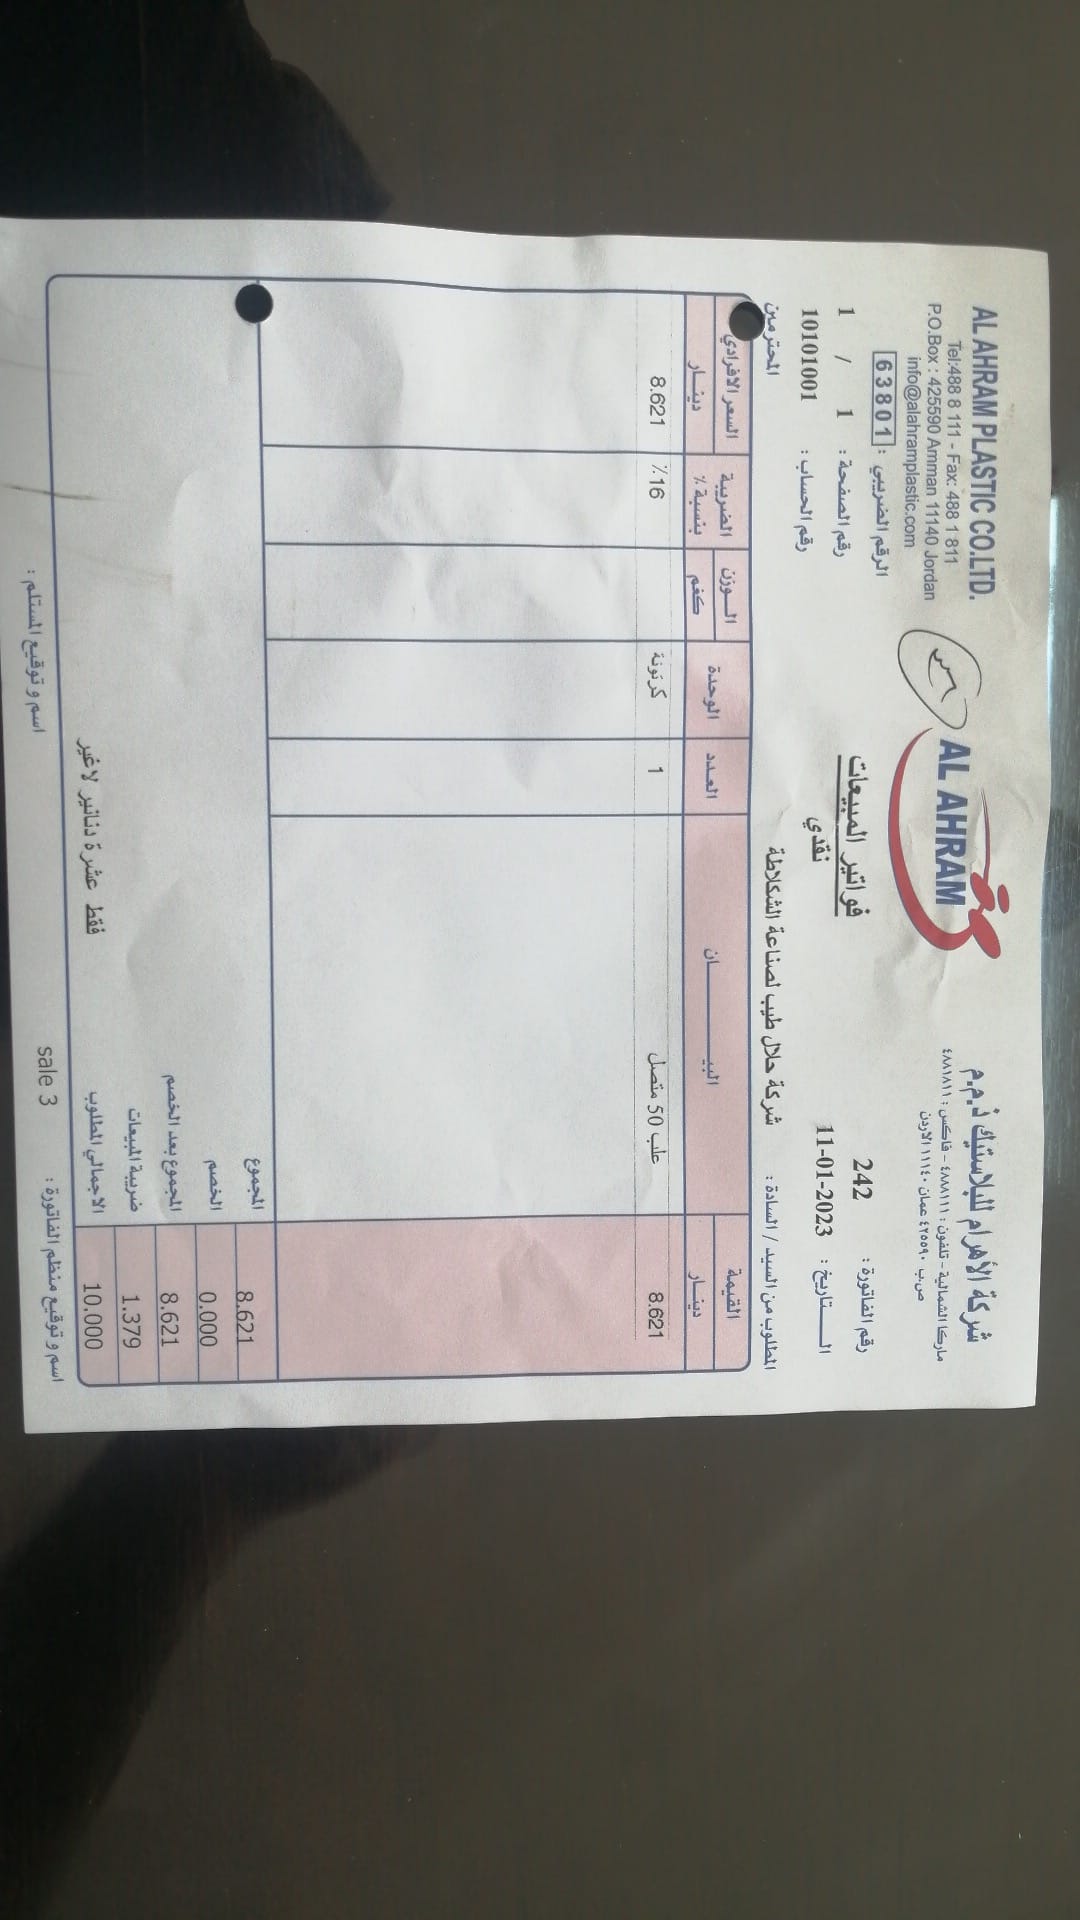 AL AHRAM PLASTIC CO.LTD.
Tel:488 8 111 - Fax: 488 1 811
P.O.Box : 425590 Amman 11140 Jordan
info@alahramplastic.com
AL AHRAM
شركة الأهرام للبلاستيك ذ.م.م
ماركا الشمالية - تلفون : ٤٨٨٨١١١ - فاكس : ٤٨٨١٨١١
ص.ب ٤٢٥٥٩٠ عمان ١١١٤٠ الاردن
رقم الفاتورة : 242
التاريخ : 11-01-2023
فواتير المبيعات
نقدي
الرقم الضريبي : 63801
رقم الصفحة : 1 / 1
رقم الحساب : 10101001
المطلوب من السيد / السادة : شركة حلال طيب لصناعة الشكلاطة المحترمين
القيمة البيان العدد الوحدة الوزن الضريبة السعر الافرادي
دينار كغم بنسبة ٪ دينار
8.621 علب 50 متصل 1 كرتونة 16٪ 8.621
المجموع 8.621
الخصم 0.000
المجموع بعد الخصم 8.621
ضريبة المبيعات 1.379
الاجمالي المطلوب 10.000
فقط عشرة دنانير لاغير
اسم و توقيع منظم الفاتورة : sale 3
اسم و توقيع المستلم :